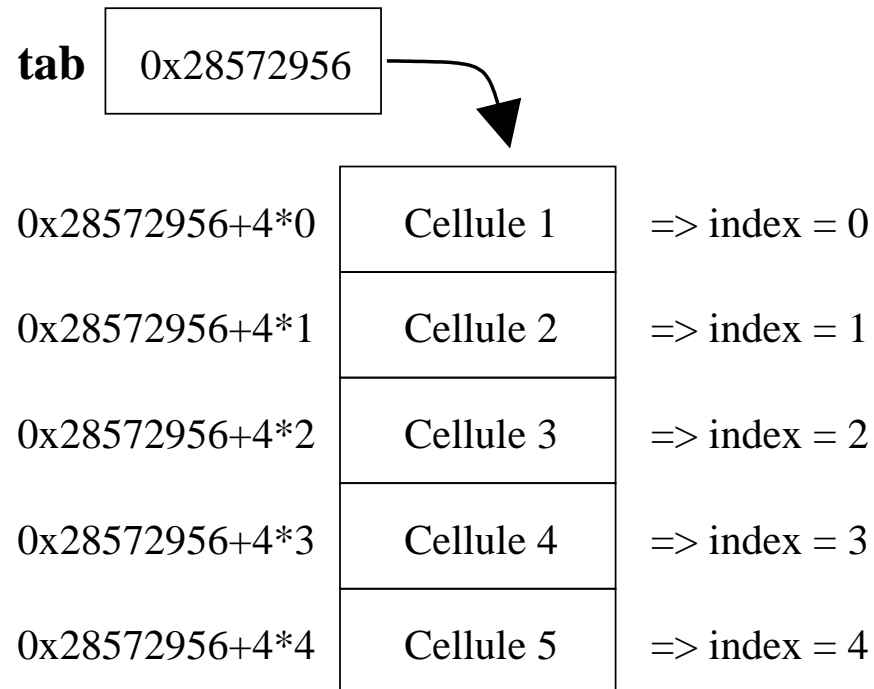 tab 0x28572956
0x28572956+4*0 Cellule 1 => index = 0
0x28572956+4*1 Cellule 2 => index = 1
0x28572956+4*2 Cellule 3 => index = 2
0x28572956+4*3 Cellule 4 => index = 3
0x28572956+4*4 Cellule 5 => index = 4